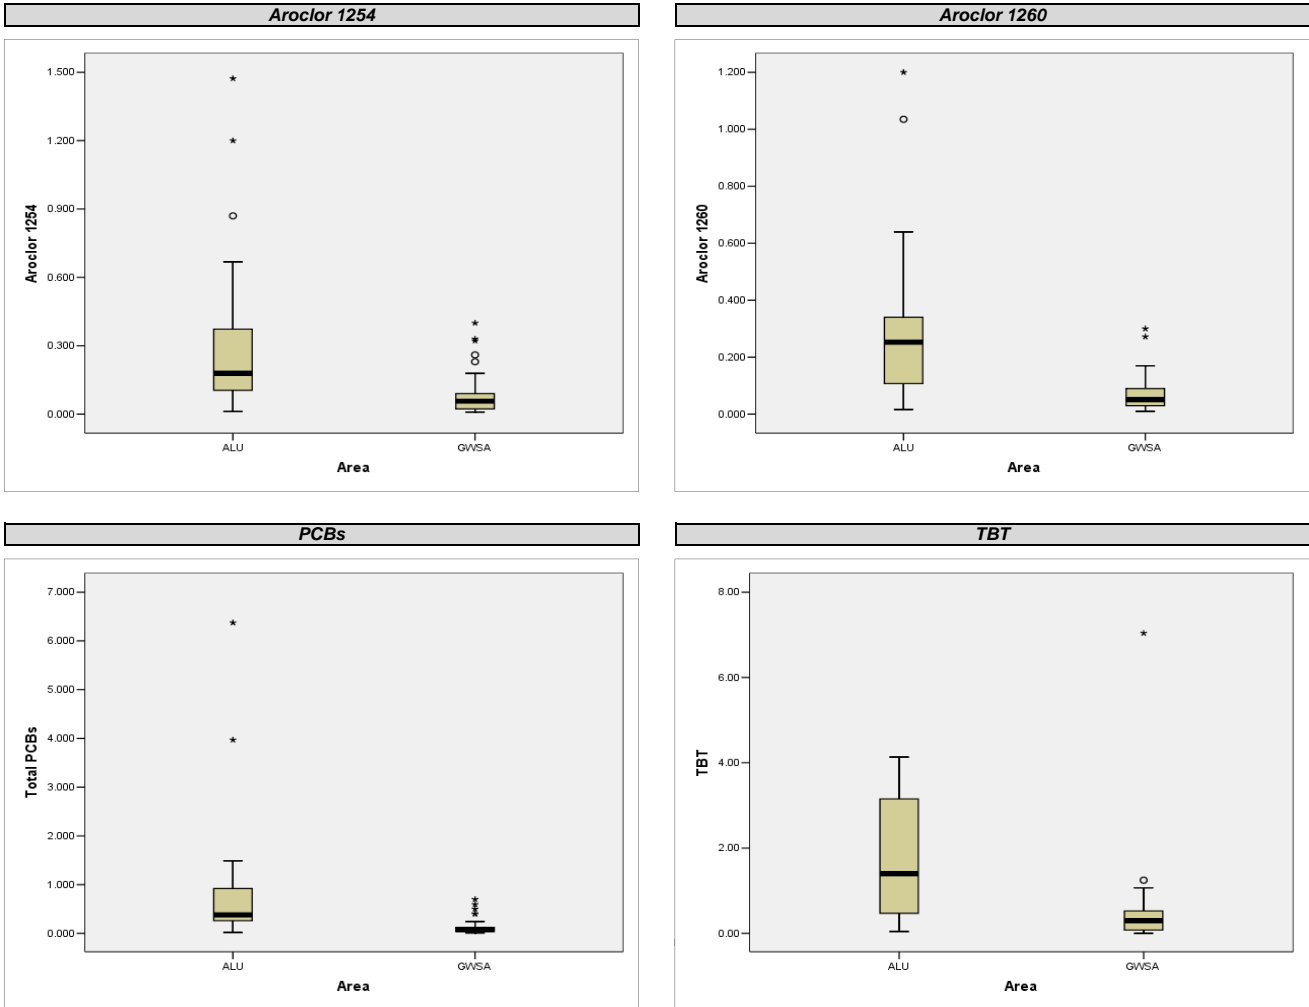 Aroclor 1254
1.500
1.200
0.900
0.600
0.300
0.000
Aroclor 1254
ALU
GWSA
Area
Aroclor 1260
1.200
1.000
0.800
0.600
0.400
0.200
0.000
Aroclor 1260
ALU
GWSA
Area
PCBs
7.000
6.000
5.000
4.000
3.000
2.000
1.000
0.000
Total PCBs
ALU
GWSA
Area
TBT
8.00
6.00
4.00
2.00
0.00
TBT
ALU
GWSA
Area